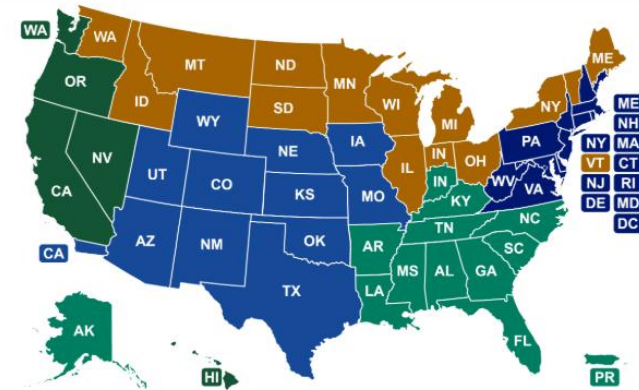 WA
WA
MT
ND
MN
ME
OR
ID
SD
WI
MI
NY
ME
NH
WY
IA
PA
NY
MA
NV
NE
IL
IN
OH
VT
CT
UT
CO
IN
WV
VA
NJ
RI
CA
KS
MO
KY
DE
MD
DC
NC
TN
OK
AR
SC
CA
AZ
NM
MS
AL
GA
TX
LA
AK
FL
HI
PR